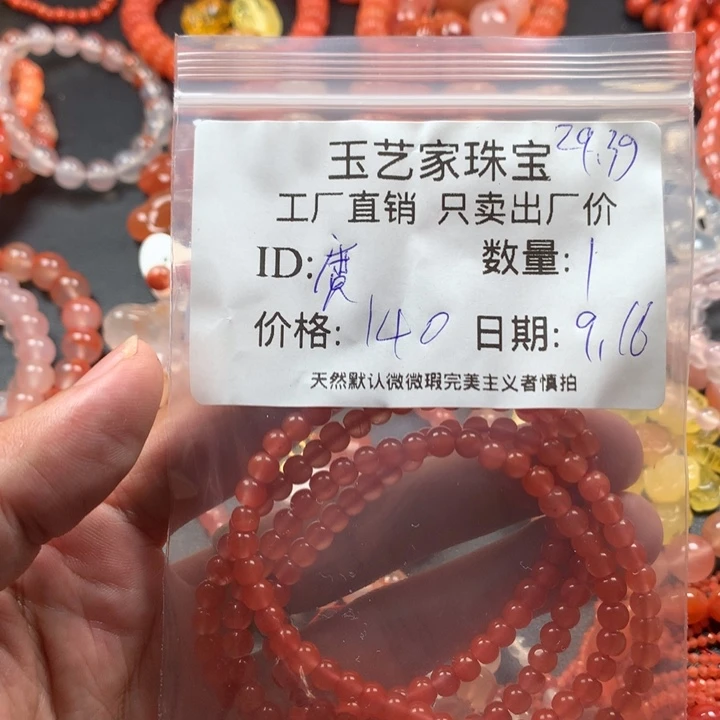 玉艺家珠宝 29.39
工厂直销 只卖出厂价
ID: 数量: 1
价格: 140 日期: 9.16
天然默认微微瑕完美主义者慎拍